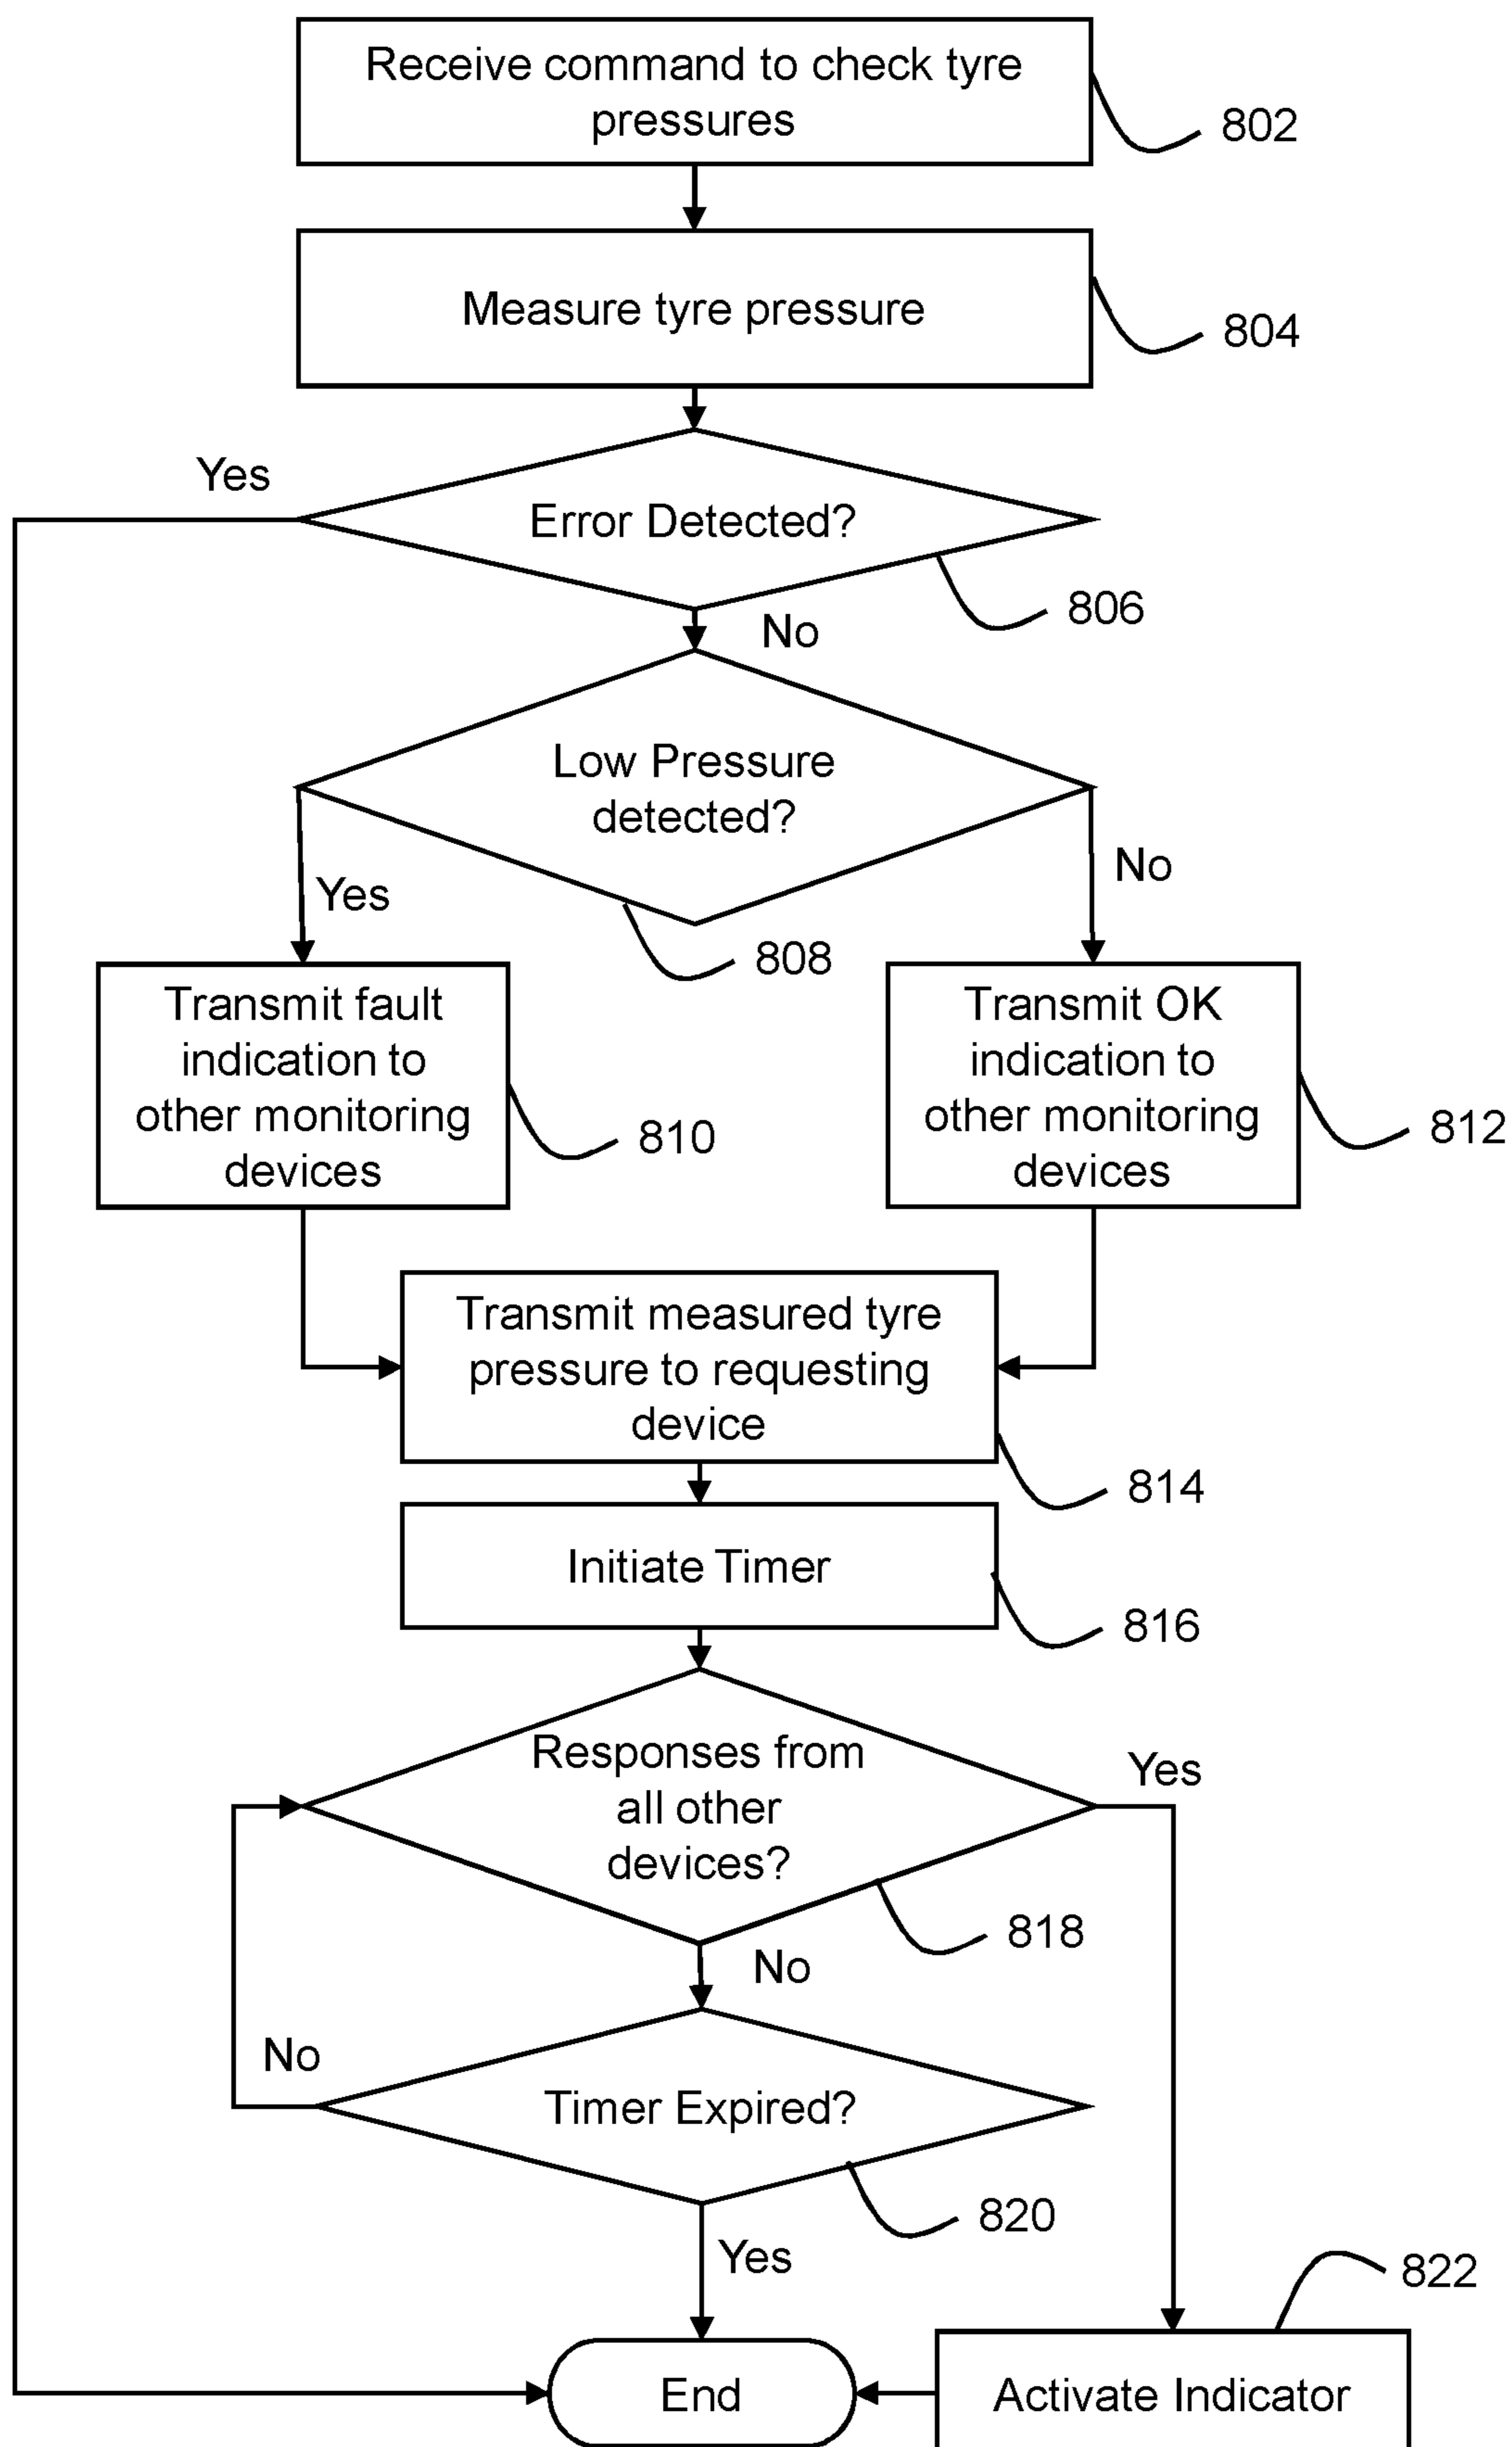 Receive command to check tyre
pressures
802
Measure tyre pressure
804
Yes
Error Detected?
806
No
Low Pressure
detected?
Yes
No
808
Transmit fault
indication to
other monitoring
devices
810
Transmit OK
indication to
other monitoring
devices
812
Transmit measured tyre
pressure to requesting
device
814
Initiate Timer
816
Responses from
all other
devices?
Yes
818
No
No
Timer Expired?
820
Yes
822
End
Activate Indicator